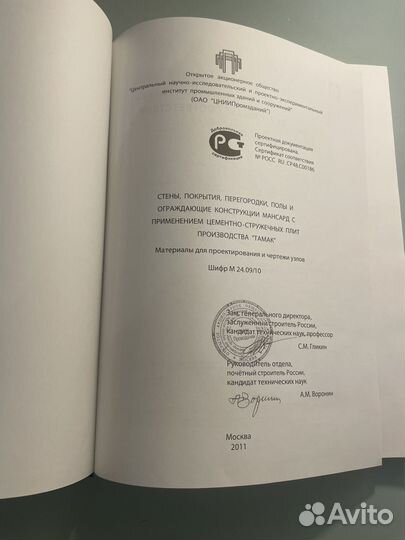 Открытое акционерное общество
"Центральный научно-исследовательский и проектно-экспериментальный
институт промышленных зданий и сооружений"
(ОАО "ЦНИИПромзданий")
Добровольная
сертификация
Проектная документация
сертифицирована.
Сертификат соответствия
№ РОСС RU СР48.С00186
СТЕНЫ, ПОКРЫТИЯ, ПЕРЕГОРОДКИ, ПОЛЫ И
ОГРАЖДАЮЩИЕ КОНСТРУКЦИИ МАНСАРД С
ПРИМЕНЕНИЕМ ЦЕМЕНТНО-СТРУЖЕЧНЫХ ПЛИТ
ПРОИЗВОДСТВА "ТАМАК"
Материалы для проектирования и чертежи узлов
Шифр М 24.09/10
Зам. генерального директора,
заслуженный строитель России,
кандидат технических наук, профессор
С.М. Гликин
Руководитель отдела,
почётный строитель России,
кандидат технических наук
А.М. Воронин
Москва
2011
Avito